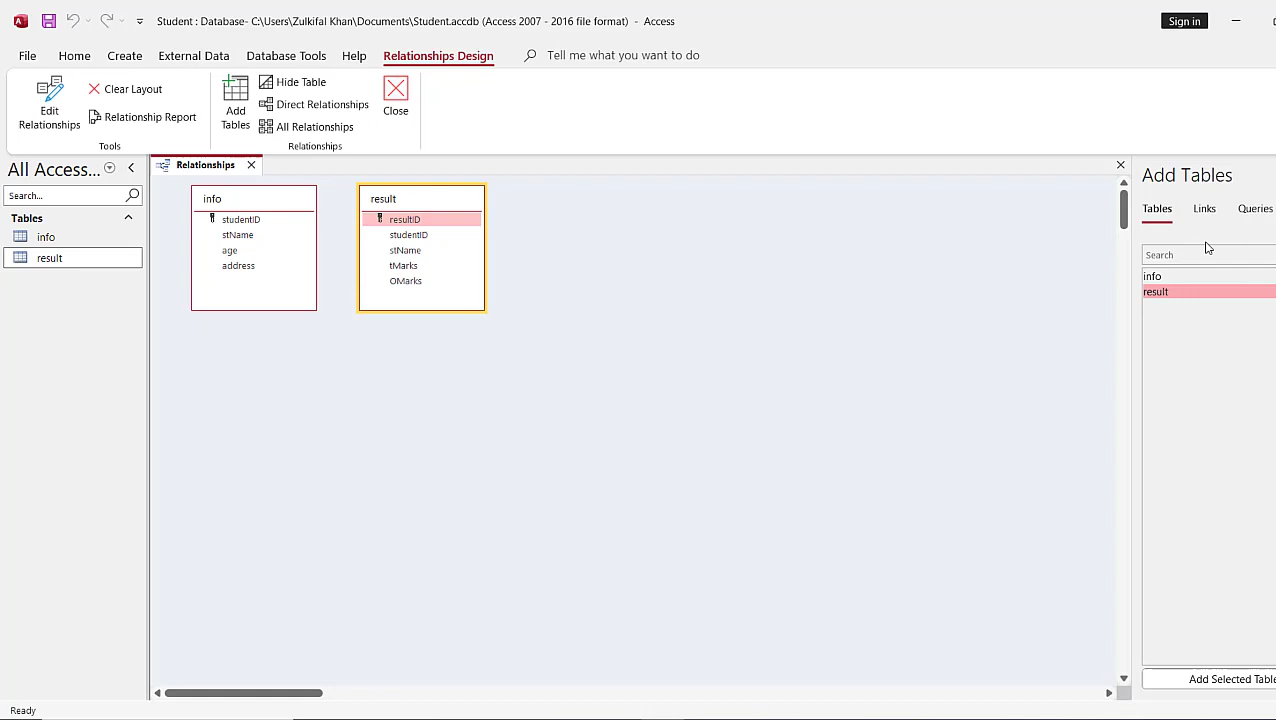 Student : Database- C:\Users\Zulkifal Khan\Documents\Student.accdb (Access 2007 - 2016 file format) - Access
Sign in
File Home Create External Data Database Tools Help Relationships Design Tell me what you want to do
Edit Relationships
Clear Layout
Relationship Report
Tools
Add Tables
Hide Table
Direct Relationships
All Relationships
Close
Relationships
All Access...
Search...
Tables
info
result
Relationships
info
studentID
stName
age
address
result
resultID
studentID
stName
tMarks
OMarks
Add Tables
Tables Links Queries
Search
info
result
Add Selected Table
Ready